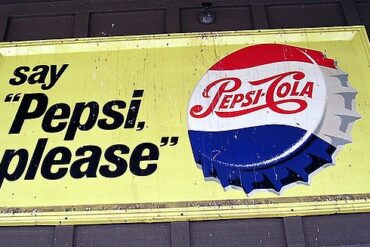 say
"Pepsi,
please"
PEPSI-COLA